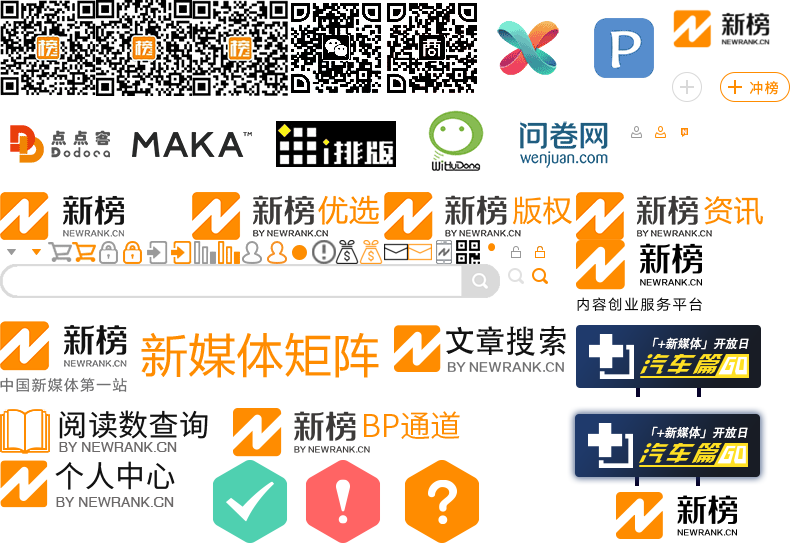 榜
榜
榜
商
P
新榜
NEWRANK.CN
冲榜
点点客
Dodoca
MAKA™
i排版
WiHuDong
问卷网
wenjuan.com
新榜
NEWRANK.CN
新榜优选
BY NEWRANK.CN
新榜版权
BY NEWRANK.CN
新榜资讯
BY NEWRANK.CN
新榜
NEWRANK.CN
内容创业服务平台
新榜
NEWRANK.CN
中国新媒体第一站
新媒体矩阵
文章搜索
BY NEWRANK.CN
「+新媒体」开放日
汽车篇GO
阅读数查询
BY NEWRANK.CN
新榜BP通道
BY NEWRANK.CN
「+新媒体」开放日
汽车篇GO
个人中心
BY NEWRANK.CN
!
?
新榜
NEWRANK.CN